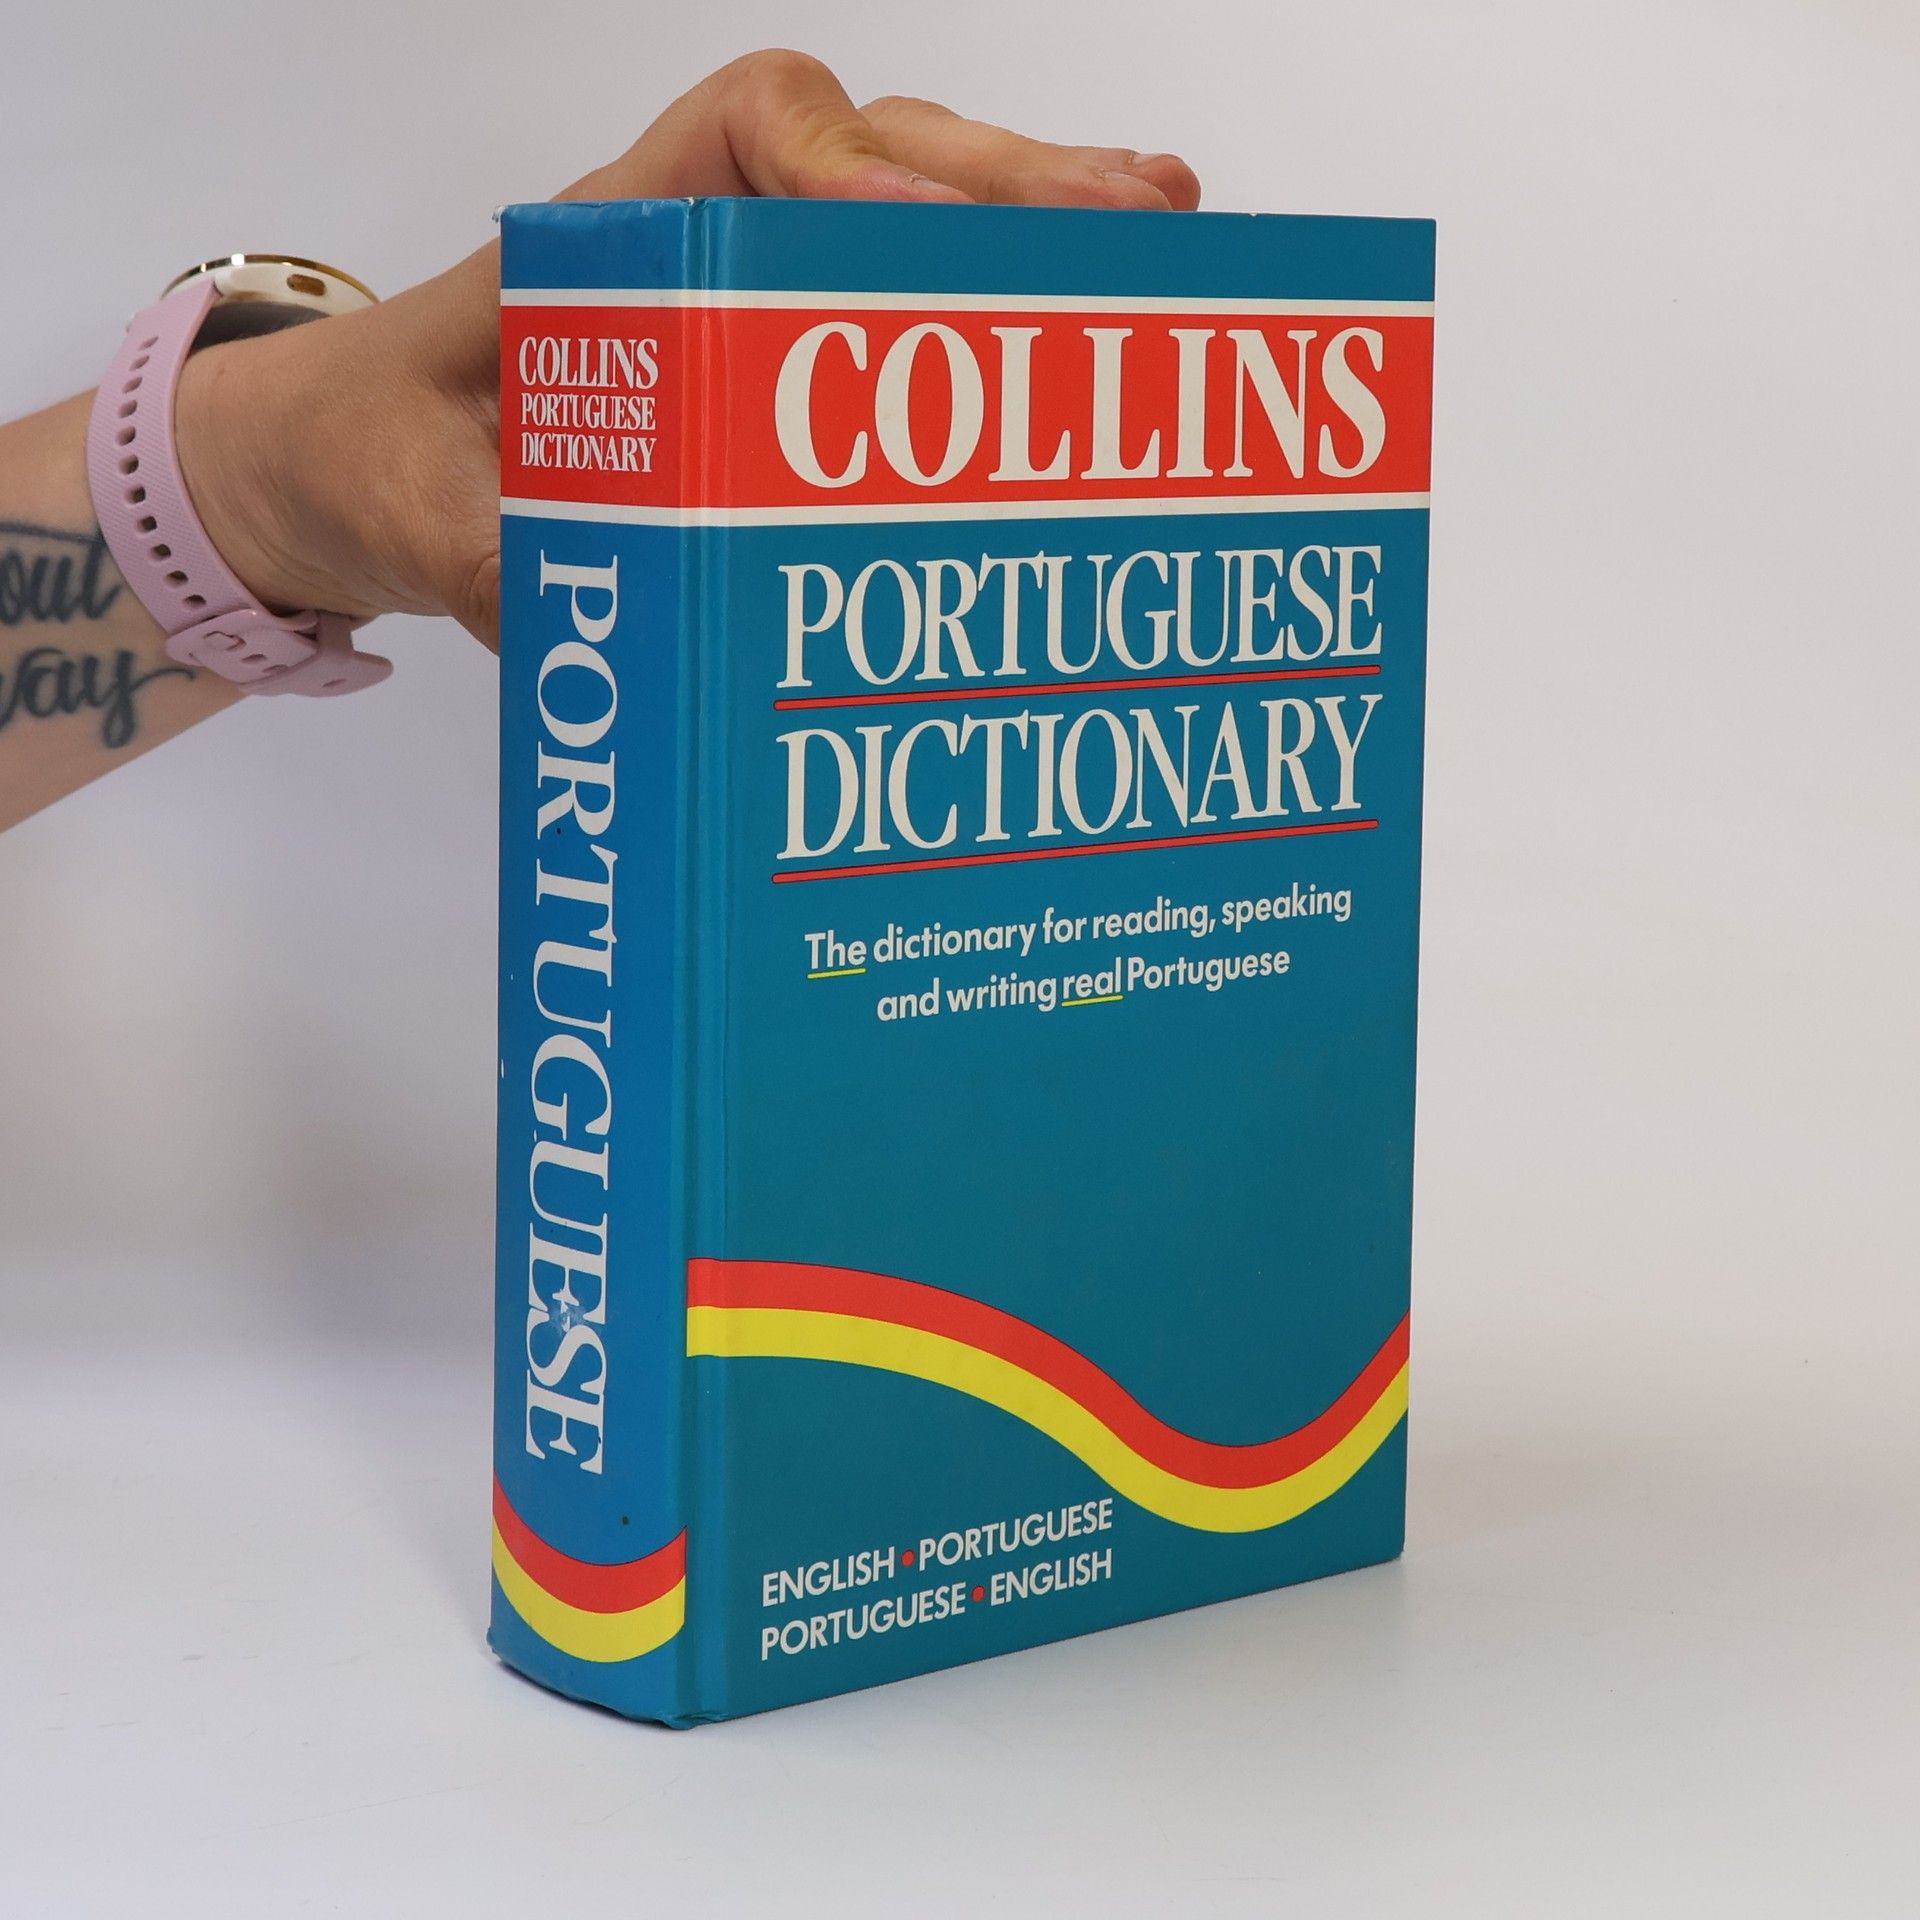 COLLINS
PORTUGUESE
DICTIONARY
PORTUGUESE
COLLINS
PORTUGUESE
DICTIONARY
The dictionary for reading, speaking
and writing real Portuguese
ENGLISH • PORTUGUESE
PORTUGUESE • ENGLISH